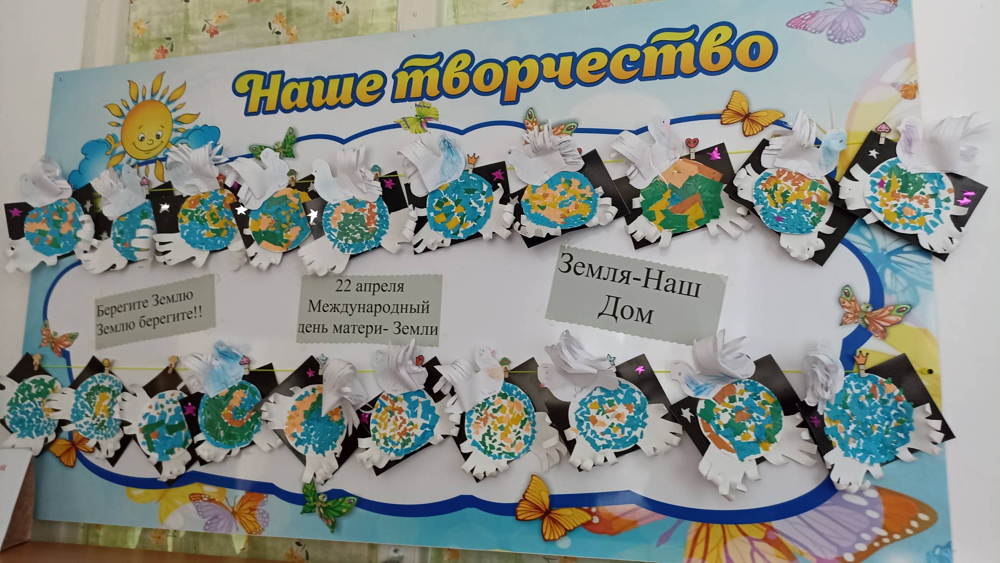 Наше творчество
Берегите Землю
Землю берегите!!
22 апреля
Международный
день матери- Земли
Земля-Наш
Дом
я